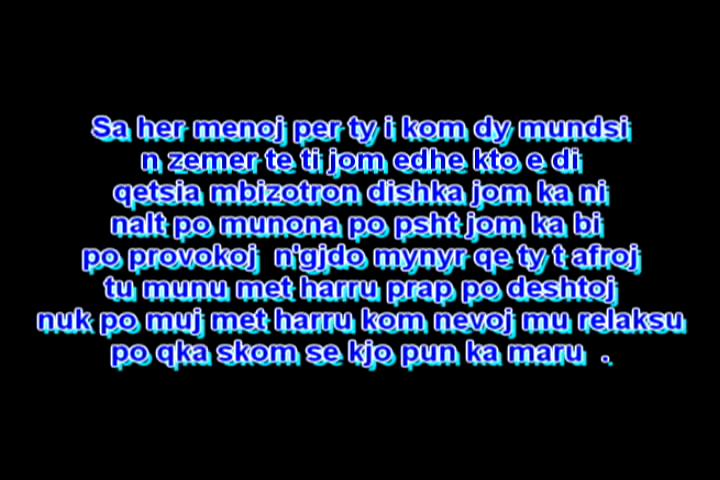 Sa her menoj per ty i kom dy mundsi
n zemer te ti jom edhe kto e di
qetsia mbizotron dishka jom ka ni
nalt po munona po psht jom ka bi
po provokoj n'gjdo mynyr qe ty t afroj
tu munu met harru prap po deshtoj
nuk po muj met harru kom nevoj mu relaksu
po qka skom se kjo pun ka maru .